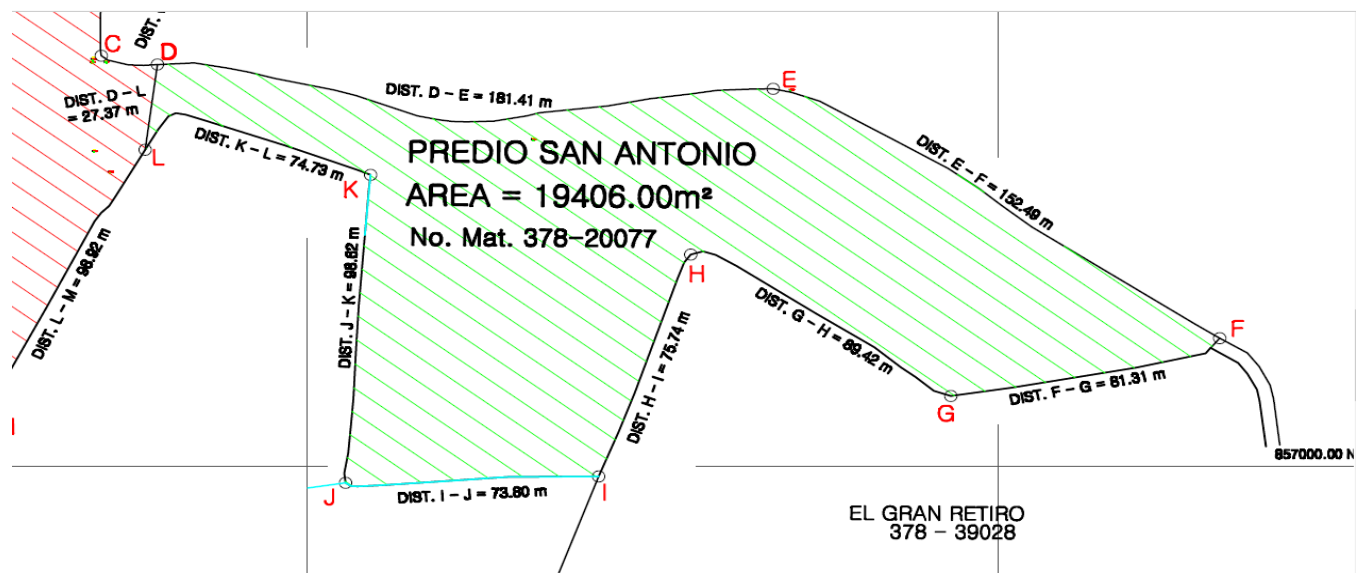 DIST.
C
D
E
DIST. D - L
= 27.37 m
DIST. D - E = 181.41 m
L
DIST. K - L = 74.73 m
K
PREDIO SAN ANTONIO
AREA = 19406.00m²
No. Mat. 378-20077
DIST. E - F = 152.49 m
H
DIST. L - M = 98.92 m
DIST. J - K = 98.62 m
DIST. H - I = 75.74 m
DIST. G - H = 89.42 m
F
DIST. F - G = 81.31 m
G
857000.00 N
J
DIST. I - J = 73.60 m
I
EL GRAN RETIRO
378 - 39028